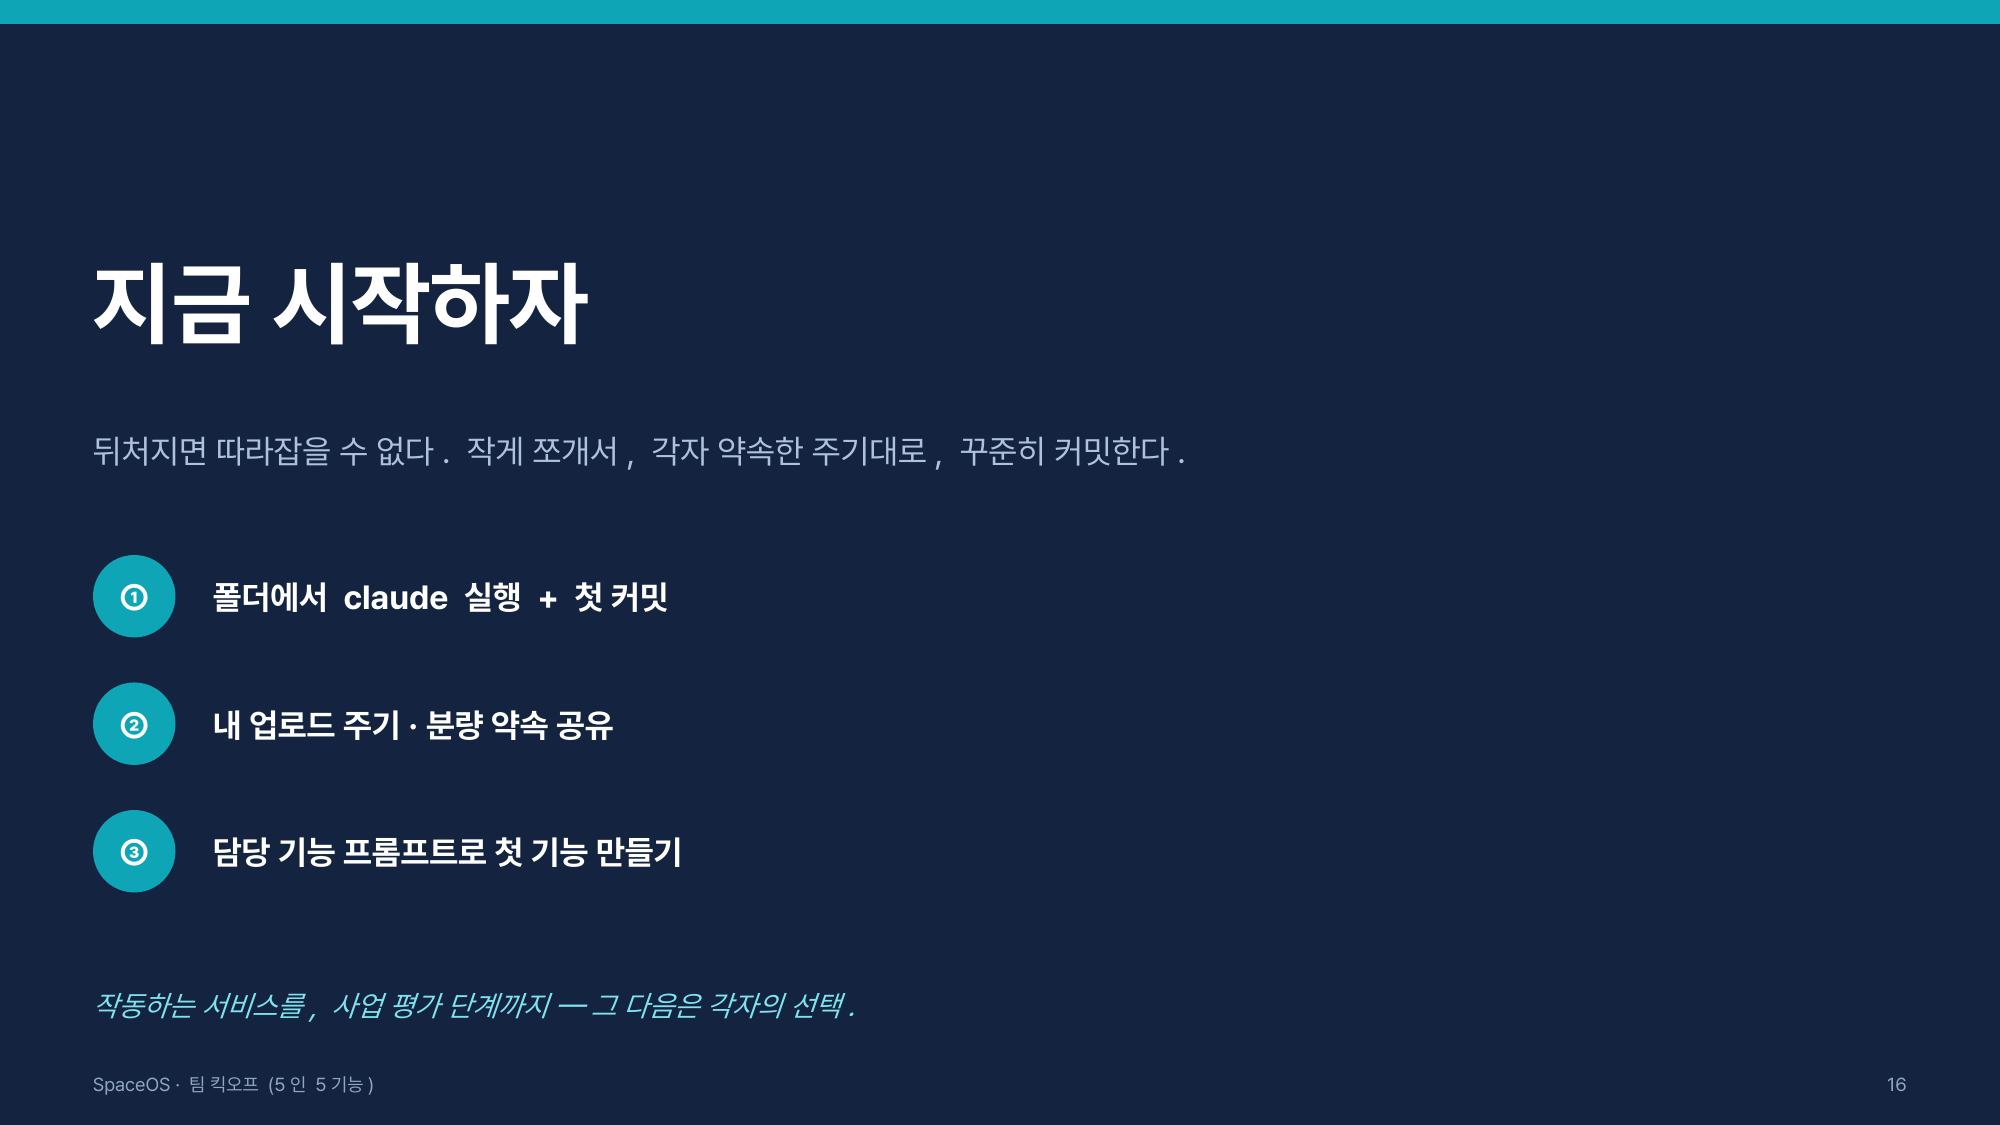 지금 시작하자
뒤처지면 따라잡을 수 없다. 작게 쪼개서, 각자 약속한 주기대로, 꾸준히 커밋한다.
① 폴더에서 claude 실행 + 첫 커밋
② 내 업로드 주기 · 분량 약속 공유
③ 담당 기능 프롬프트로 첫 기능 만들기
작동하는 서비스를, 사업 평가 단계까지 — 그 다음은 각자의 선택.
SpaceOS · 팀 킥오프 (5인 5기능)
16